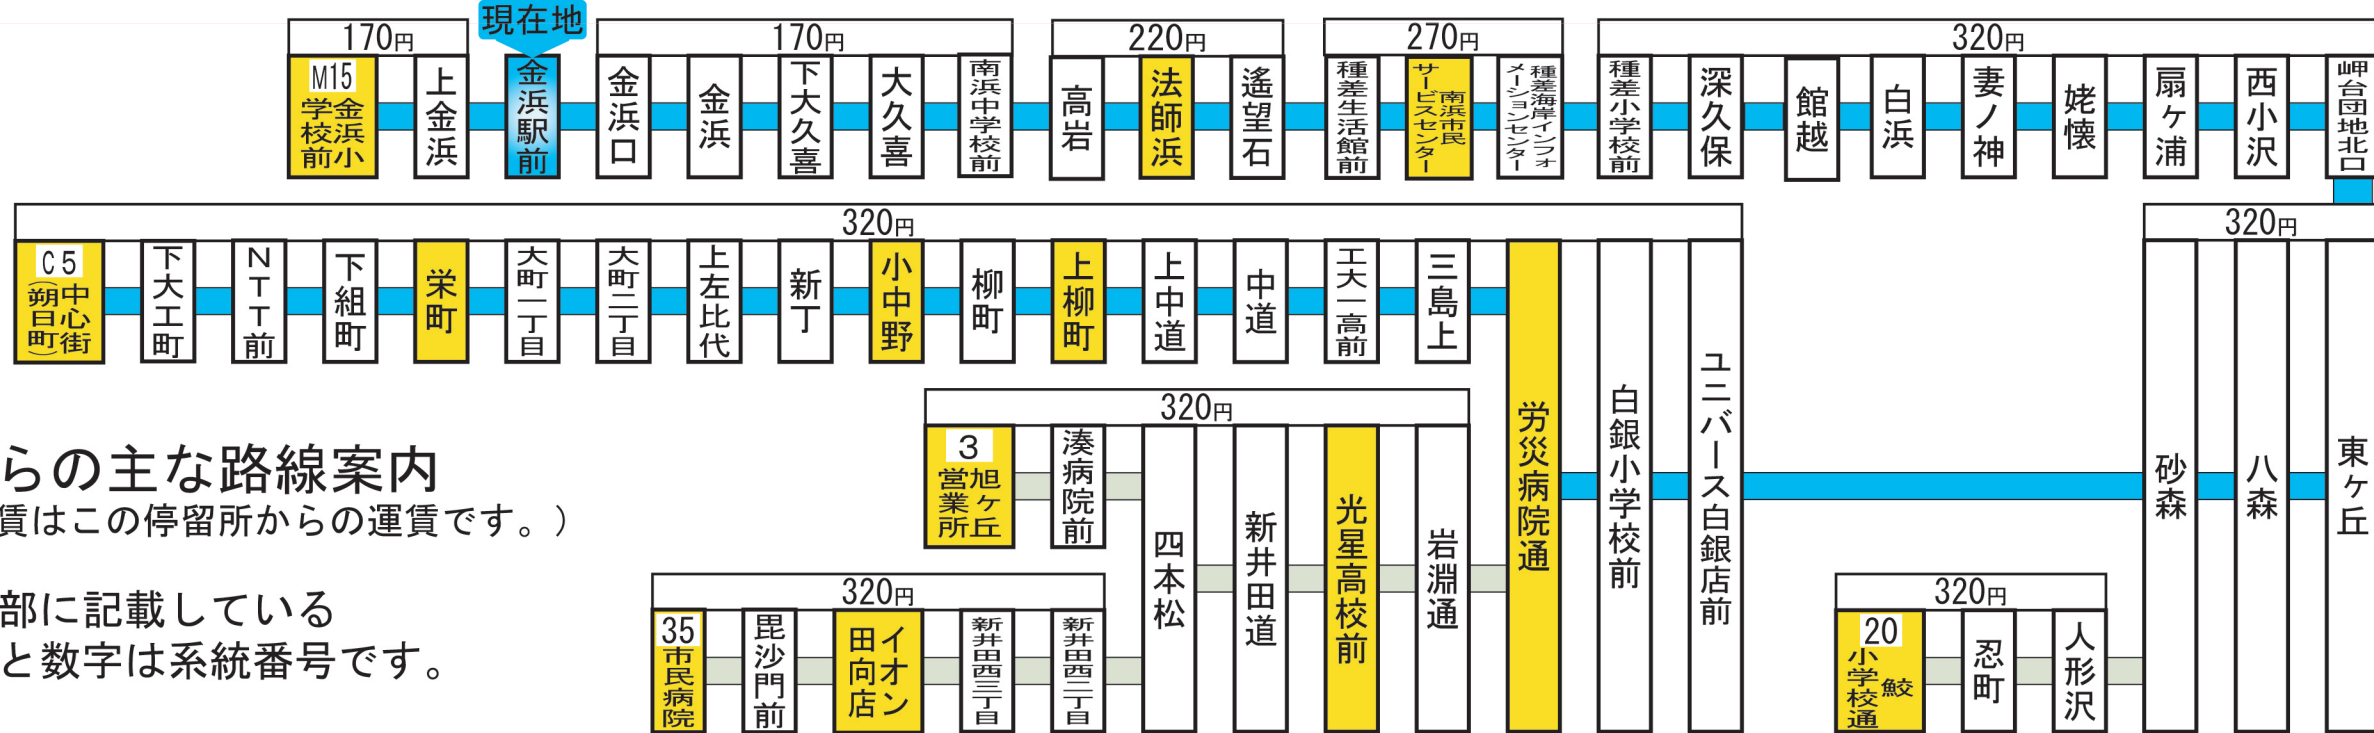 現在地
170円
170円
220円
270円
320円
M15
金浜小学校前
上金浜
金浜駅前
金浜口
金浜
下大久喜
大久喜
南浜中学校前
高岩
法師浜
遙望石
種差生活館前
南浜市民サービスセンター
種差海岸インフォメーションセンター
種差小学校前
深久保
館越
白浜
妻ノ神
姥懐
扇ヶ浦
西小沢
岬台団地北口
320円
320円
C5
中心街(朔日町)
下大工町
NTT前
下組町
栄町
大町一丁目
大町二丁目
上左比代
新丁
小中野
柳町
上柳町
上中道
中道
工大一高前
三島上
労災病院通
白銀小学校前
ユニバース白銀店前
砂森
八森
東ヶ丘
320円
3
旭ヶ丘営業所
湊病院前
四本松
新井田道
光星高校前
岩淵通
らの主な路線案内
賃はこの停留所からの運賃です。）
部に記載している
と数字は系統番号です。
320円
35
市民病院
毘沙門前
イオン田向店
新井田西三丁目
新井田西二丁目
320円
20
鮫小学校通
忍町
人形沢